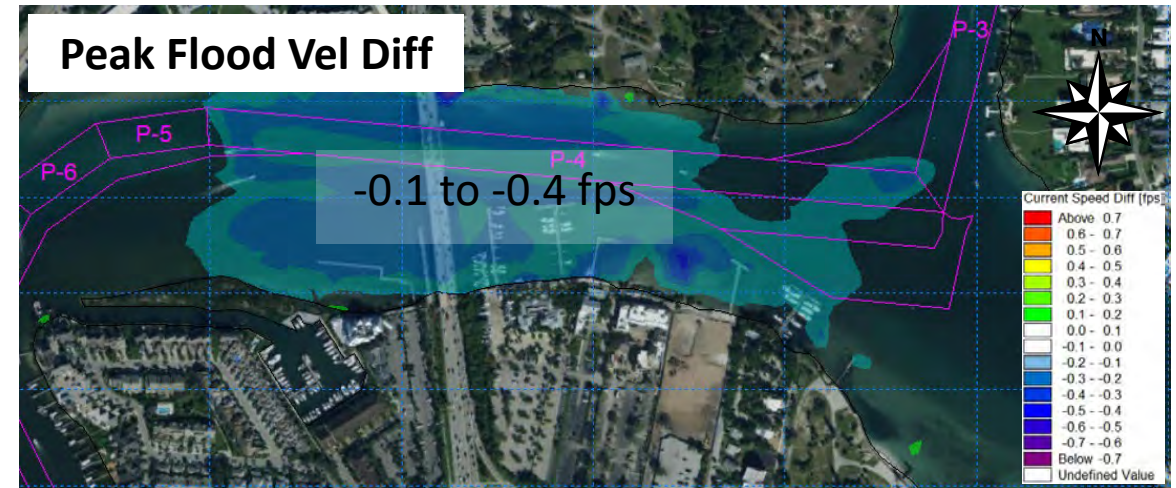 Peak Flood Vel Diff
P-3
N
P-5
P-4
P-6
-0.1 to -0.4 fps
Current Speed Diff [fps]
Above 0.7
0.6 - 0.7
0.5 - 0.6
0.4 - 0.5
0.3 - 0.4
0.2 - 0.3
0.1 - 0.2
0.0 - 0.1
-0.1 - 0.0
-0.2 - -0.1
-0.3 - -0.2
-0.4 - -0.3
-0.5 - -0.4
-0.6 - -0.5
-0.7 - -0.6
Below -0.7
Undefined Value